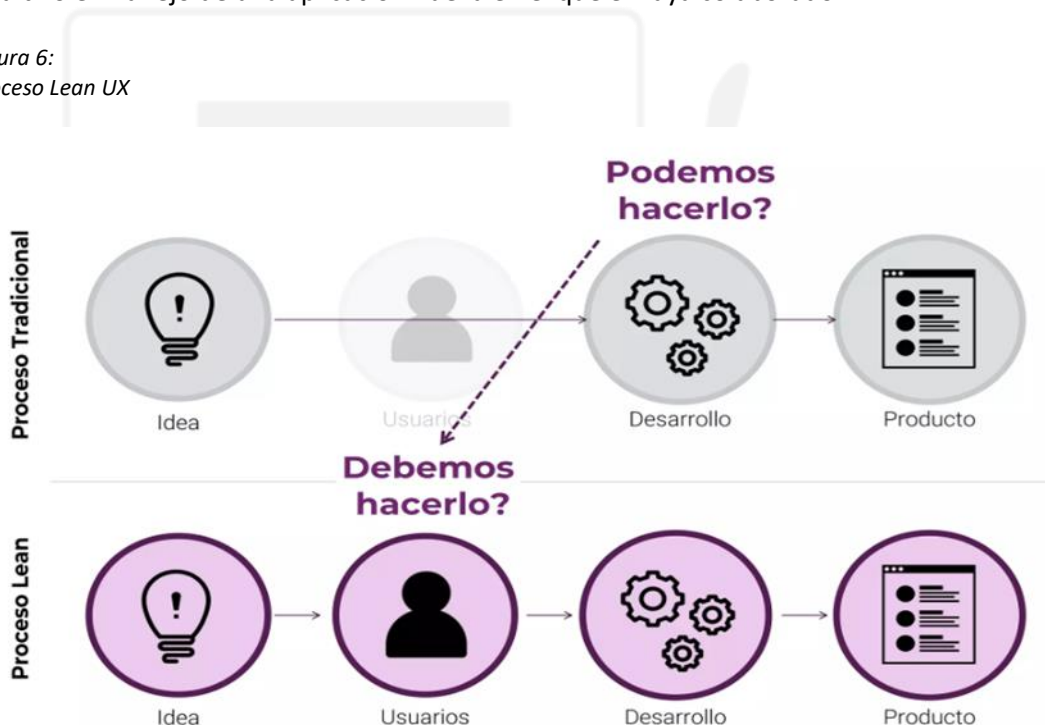 ura 6:
oceso Lean UX
Podemos
hacerlo?
Proceso Tradicional
Idea
Usuarios
Desarrollo
Producto
Debemos
hacerlo?
Proceso Lean
Idea
Usuarios
Desarrollo
Producto